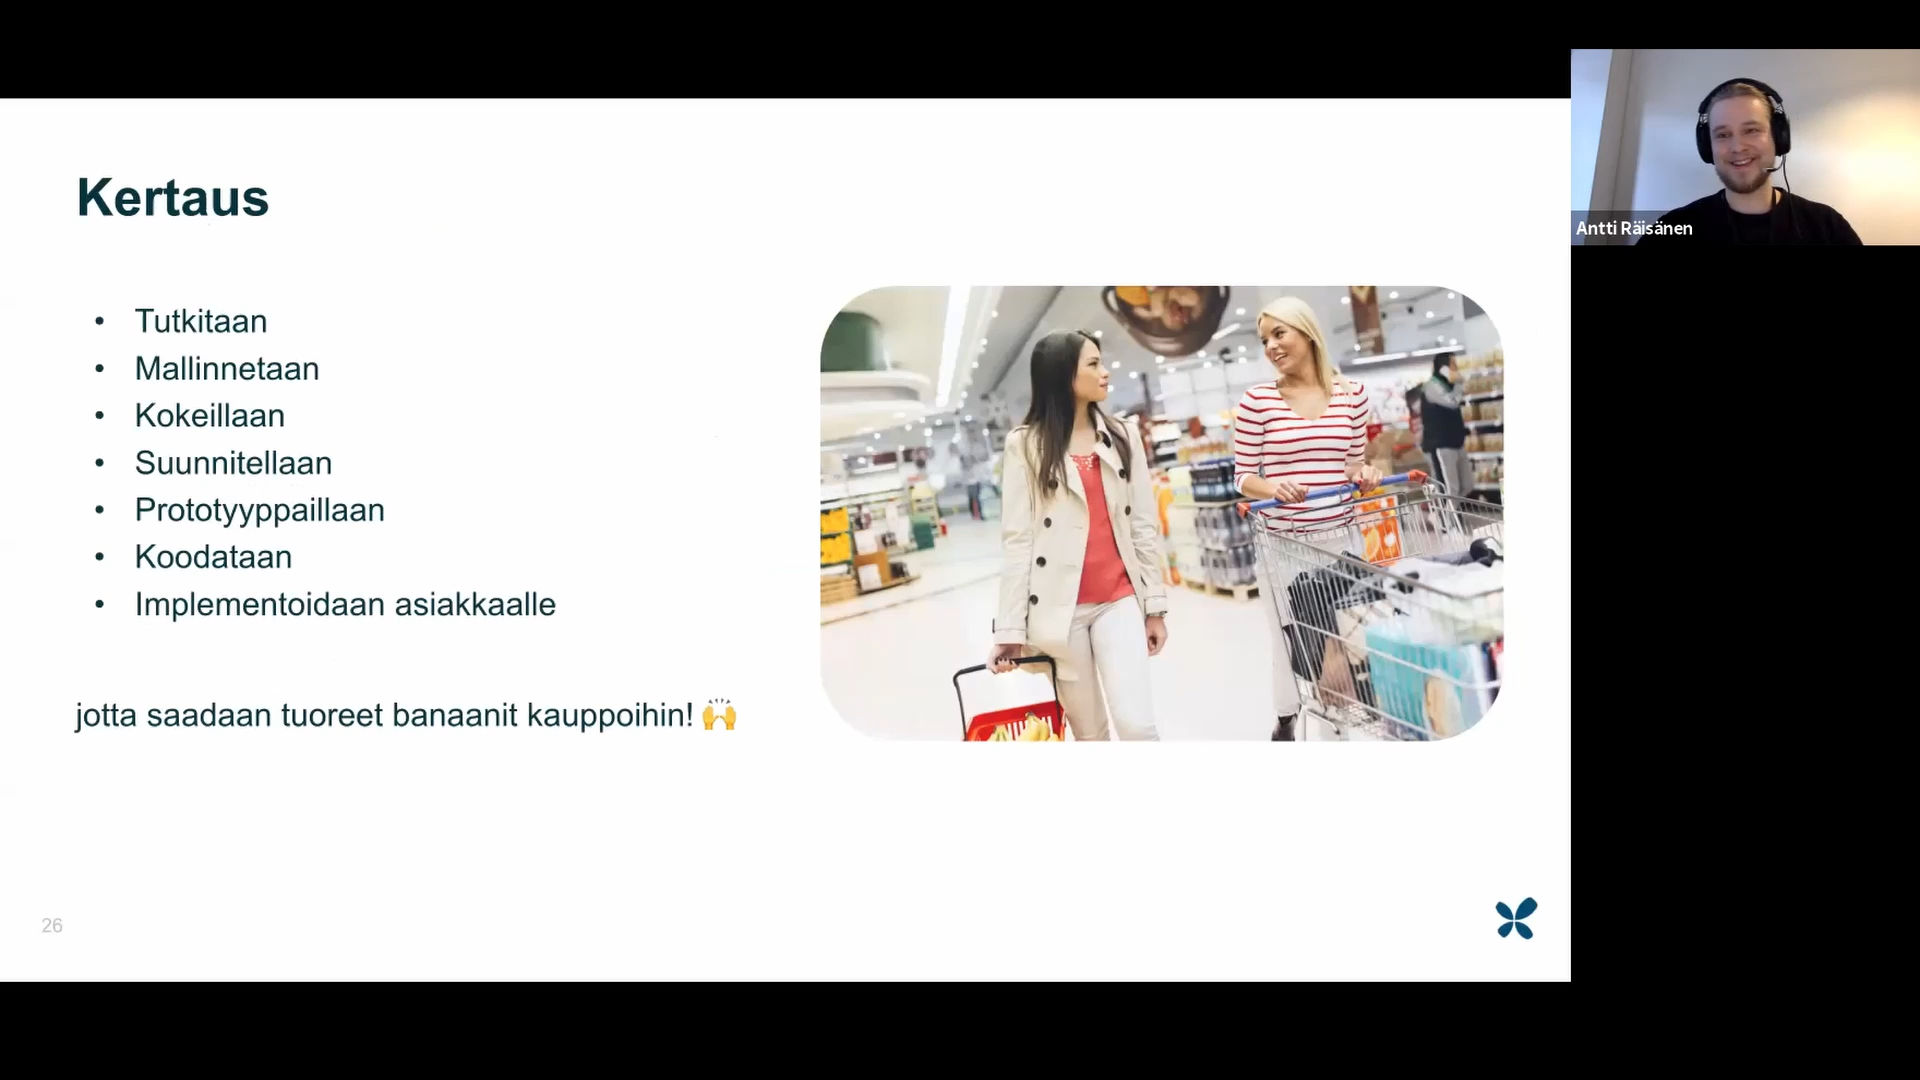 Kertaus
• Tutkitaan
• Mallinnetaan
• Kokeillaan
• Suunnitellaan
• Prototyyppaillaan
• Koodataan
• Implementoidaan asiakkaalle
jotta saadaan tuoreet banaanit kauppoihin! 🙌
26
Antti Räisänen